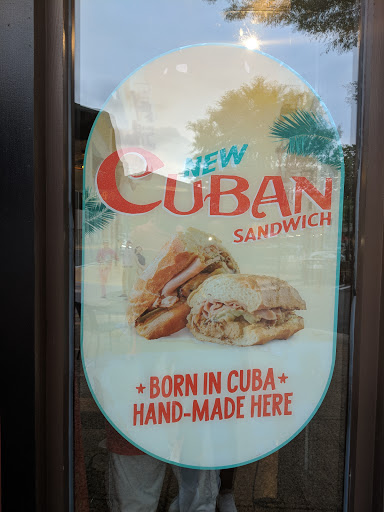 NEW
CUBAN
SANDWICH
★BORN IN CUBA★
HAND-MADE HERE